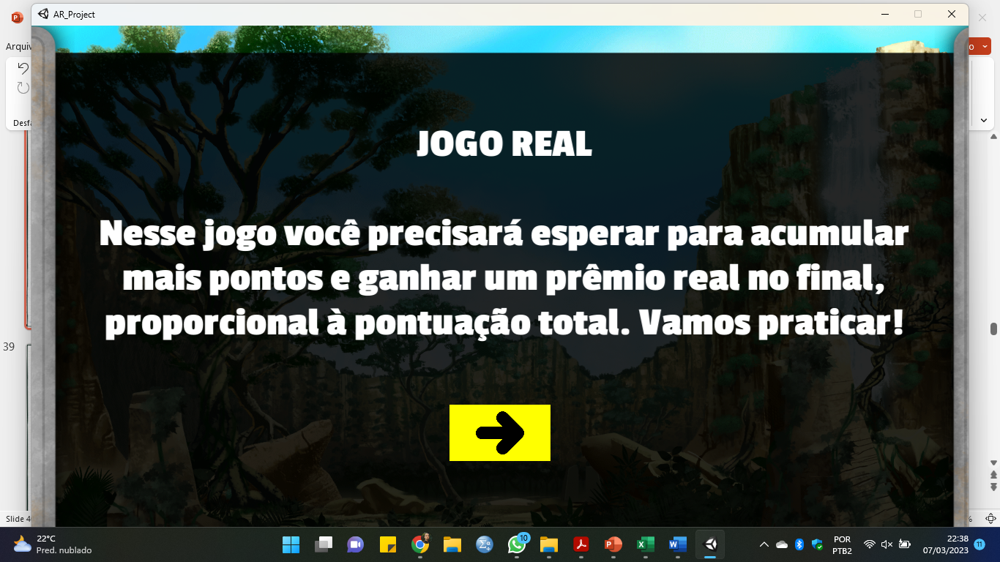 AR_Project
Arquiv
Desfa
JOGO REAL
Nesse jogo você precisará esperar para acumular
mais pontos e ganhar um prêmio real no final,
proporcional à pontuação total. Vamos praticar!
39
Slide 4
%
22°C
Pred. nublado
10
POR
PTB2
22:38
07/03/2023
11